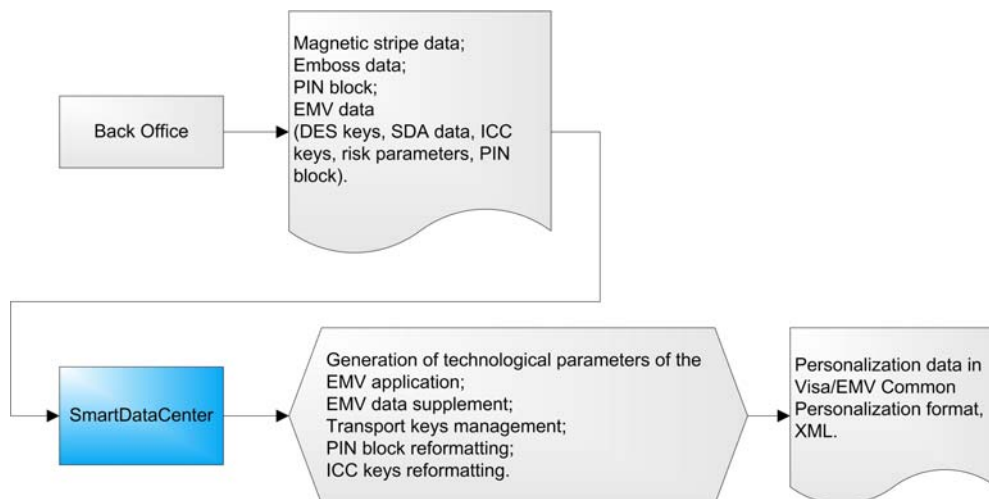 Back Office
Magnetic stripe data;
Emboss data;
PIN block;
EMV data
(DES keys, SDA data, ICC
keys, risk parameters, PIN
block).
SmartDataCenter
Generation of technological parameters of the
EMV application;
EMV data supplement;
Transport keys management;
PIN block reformatting;
ICC keys reformatting.
Personalization data in
Visa/EMV Common
Personalization format,
XML.